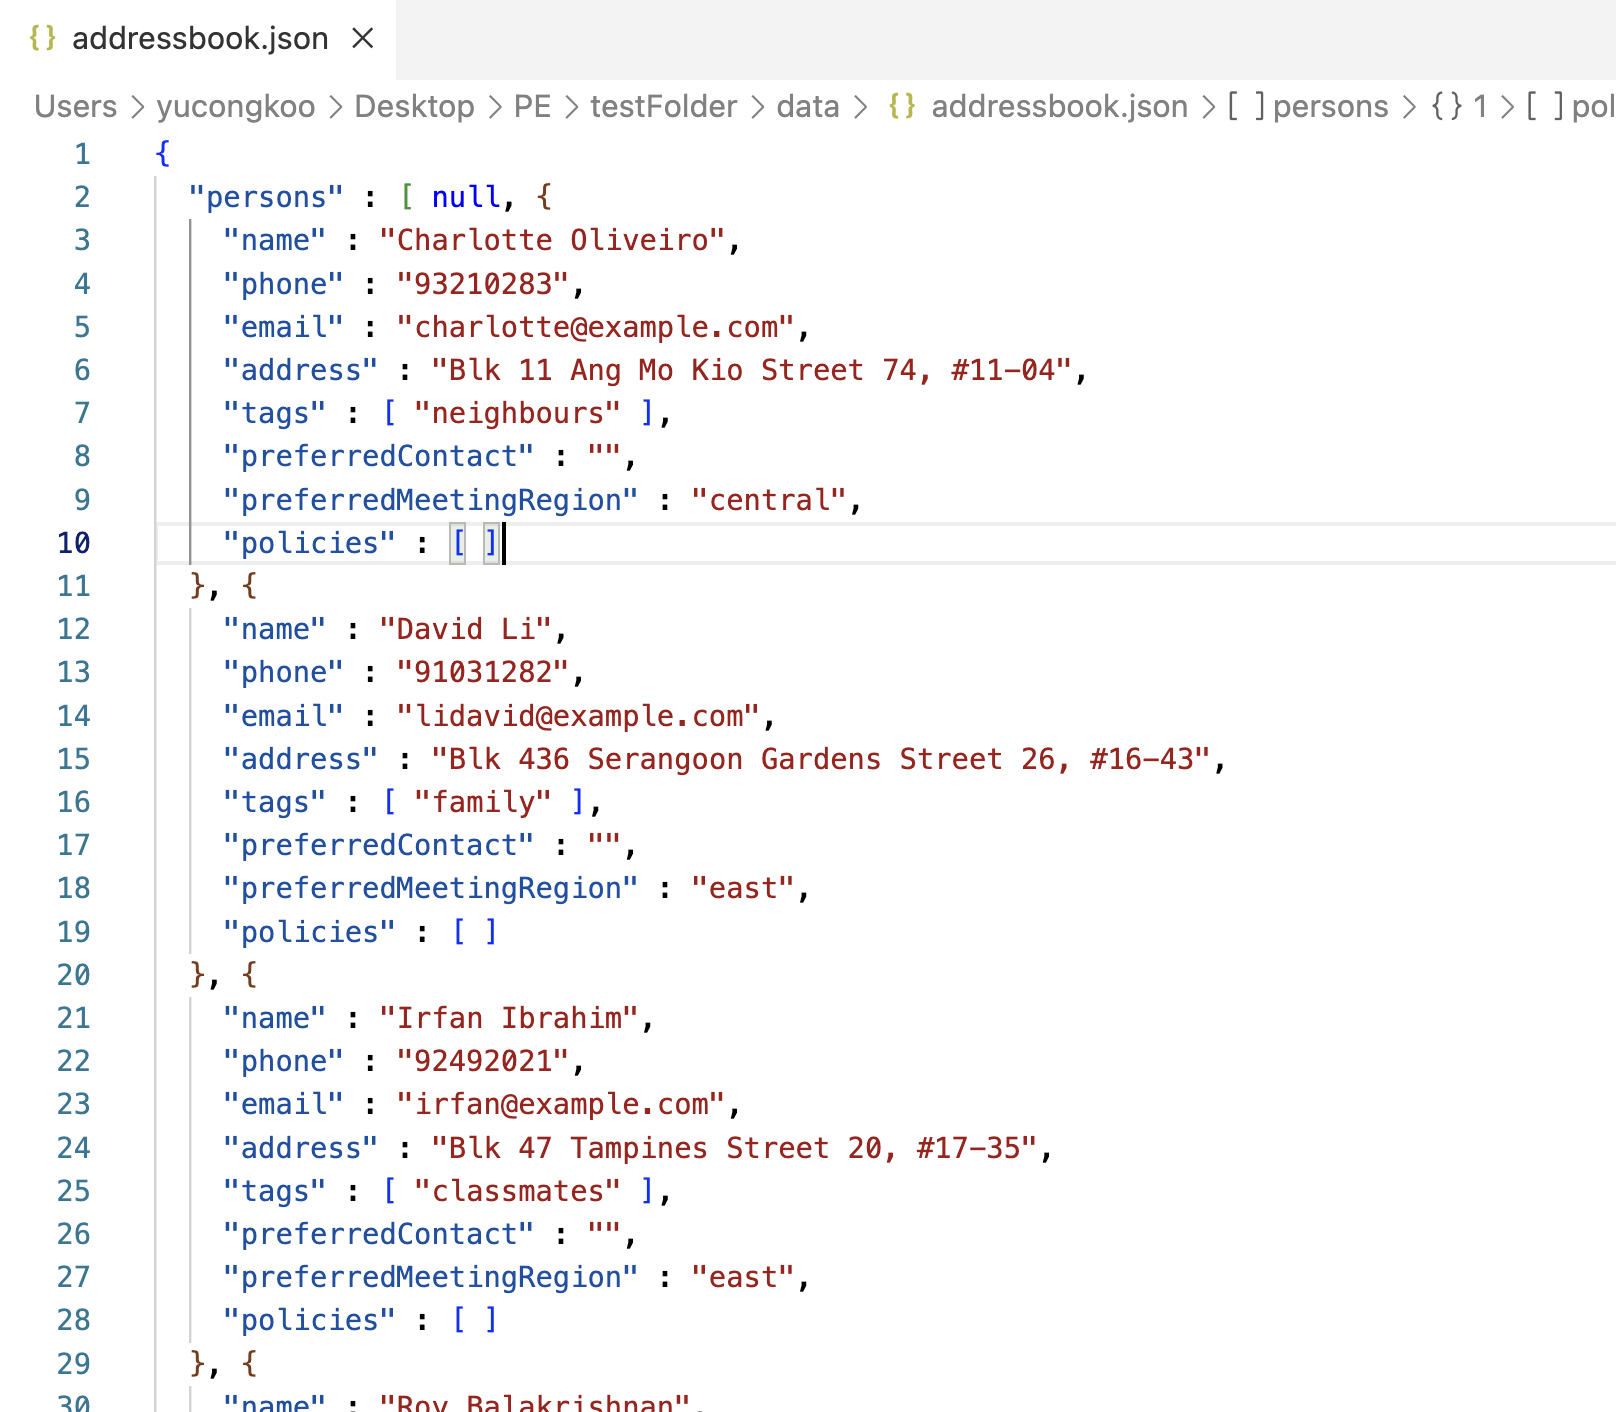 {} addressbook.json ×
Users > yucongkoo > Desktop > PE > testFolder > data > {} addressbook.json > [ ] persons > {} 1 > [ ] pol
1 {
2 "persons" : [ null, {
3 "name" : "Charlotte Oliveiro",
4 "phone" : "93210283",
5 "email" : "charlotte@example.com",
6 "address" : "Blk 11 Ang Mo Kio Street 74, #11-04",
7 "tags" : [ "neighbours" ],
8 "preferredContact" : "",
9 "preferredMeetingRegion" : "central",
10 "policies" : [ ]
11 }, {
12 "name" : "David Li",
13 "phone" : "91031282",
14 "email" : "lidavid@example.com",
15 "address" : "Blk 436 Serangoon Gardens Street 26, #16-43",
16 "tags" : [ "family" ],
17 "preferredContact" : "",
18 "preferredMeetingRegion" : "east",
19 "policies" : [ ]
20 }, {
21 "name" : "Irfan Ibrahim",
22 "phone" : "92492021",
23 "email" : "irfan@example.com",
24 "address" : "Blk 47 Tampines Street 20, #17-35",
25 "tags" : [ "classmates" ],
26 "preferredContact" : "",
27 "preferredMeetingRegion" : "east",
28 "policies" : [ ]
29 }, {
30 "name" : "Roy Balakrishnan",